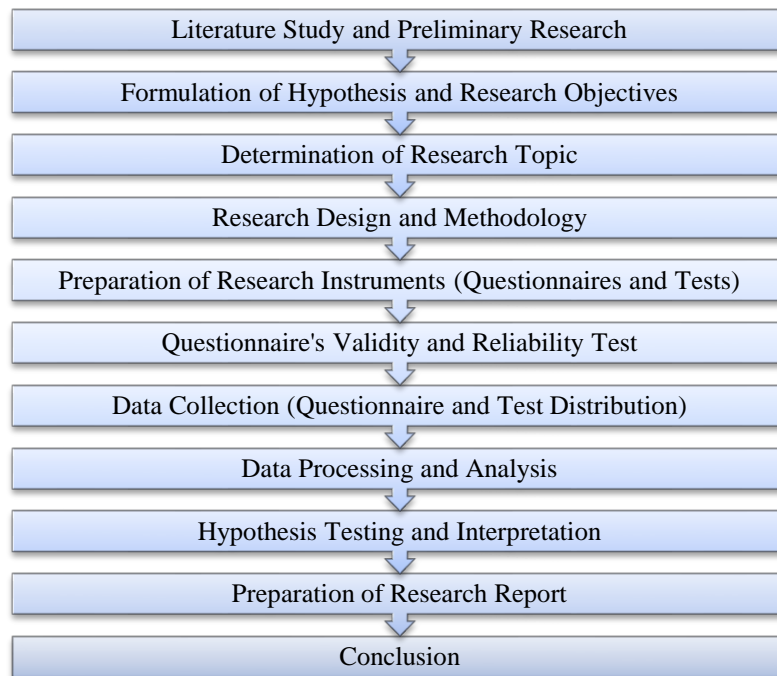 Literature Study and Preliminary Research
Formulation of Hypothesis and Research Objectives
Determination of Research Topic
Research Design and Methodology
Preparation of Research Instruments (Questionnaires and Tests)
Questionnaire's Validity and Reliability Test
Data Collection (Questionnaire and Test Distribution)
Data Processing and Analysis
Hypothesis Testing and Interpretation
Preparation of Research Report
Conclusion